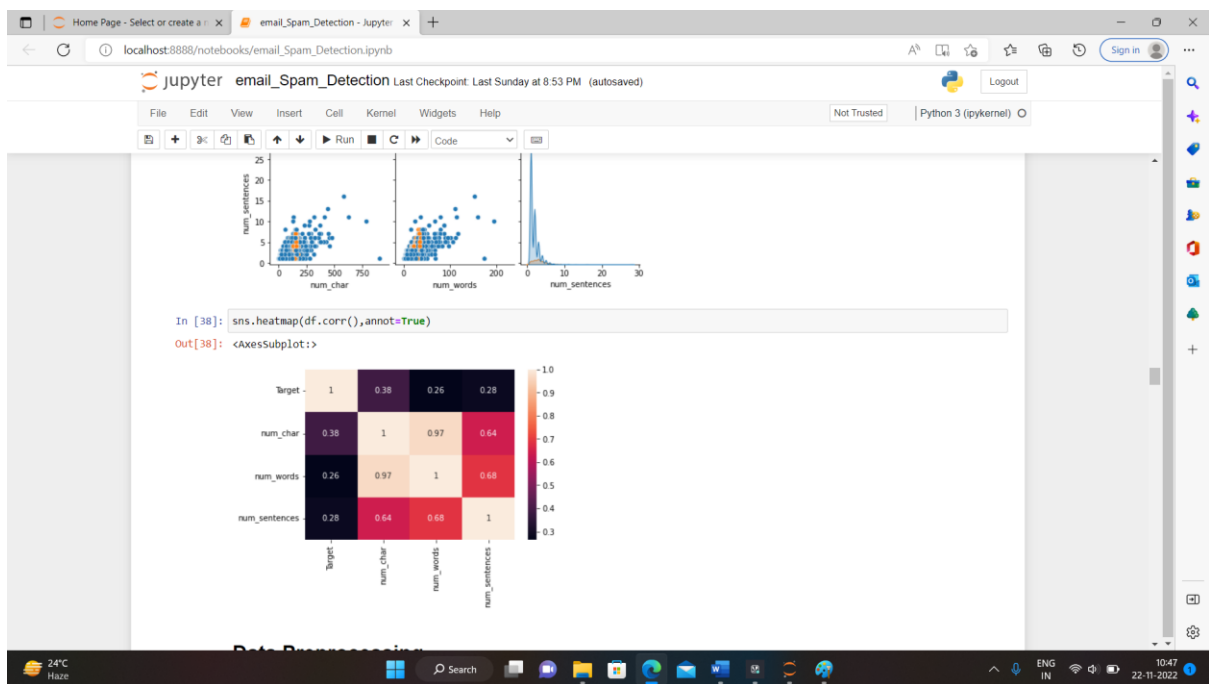 Home Page - Select or create a n
email_Spam_Detection - Jupyter
localhost:8888/notebooks/email_Spam_Detection.ipynb
Sign in
jupyter email_Spam_Detection Last Checkpoint: Last Sunday at 8:53 PM (autosaved)
Logout
File Edit View Insert Cell Kernel Widgets Help
Not Trusted
Python 3 (ipykernel)
Run
Code
25
20
15
10
5
0
num_sentences
0 250 500 750
num_char
0 100 200
num_words
0 10 20 30
num_sentences
In [38]: sns.heatmap(df.corr(),annot=True)
Out[38]: <AxesSubplot:>
Target 1 0.38 0.26 0.28
num_char 0.38 1 0.97 0.64
num_words 0.26 0.97 1 0.68
num_sentences 0.28 0.64 0.68 1
Target
num_char
num_words
num_sentences
1.0
0.9
0.8
0.7
0.6
0.5
0.4
0.3
Data Preprocessing
24°C
Haze
Search
ENG
IN
10:47
22-11-2022
1